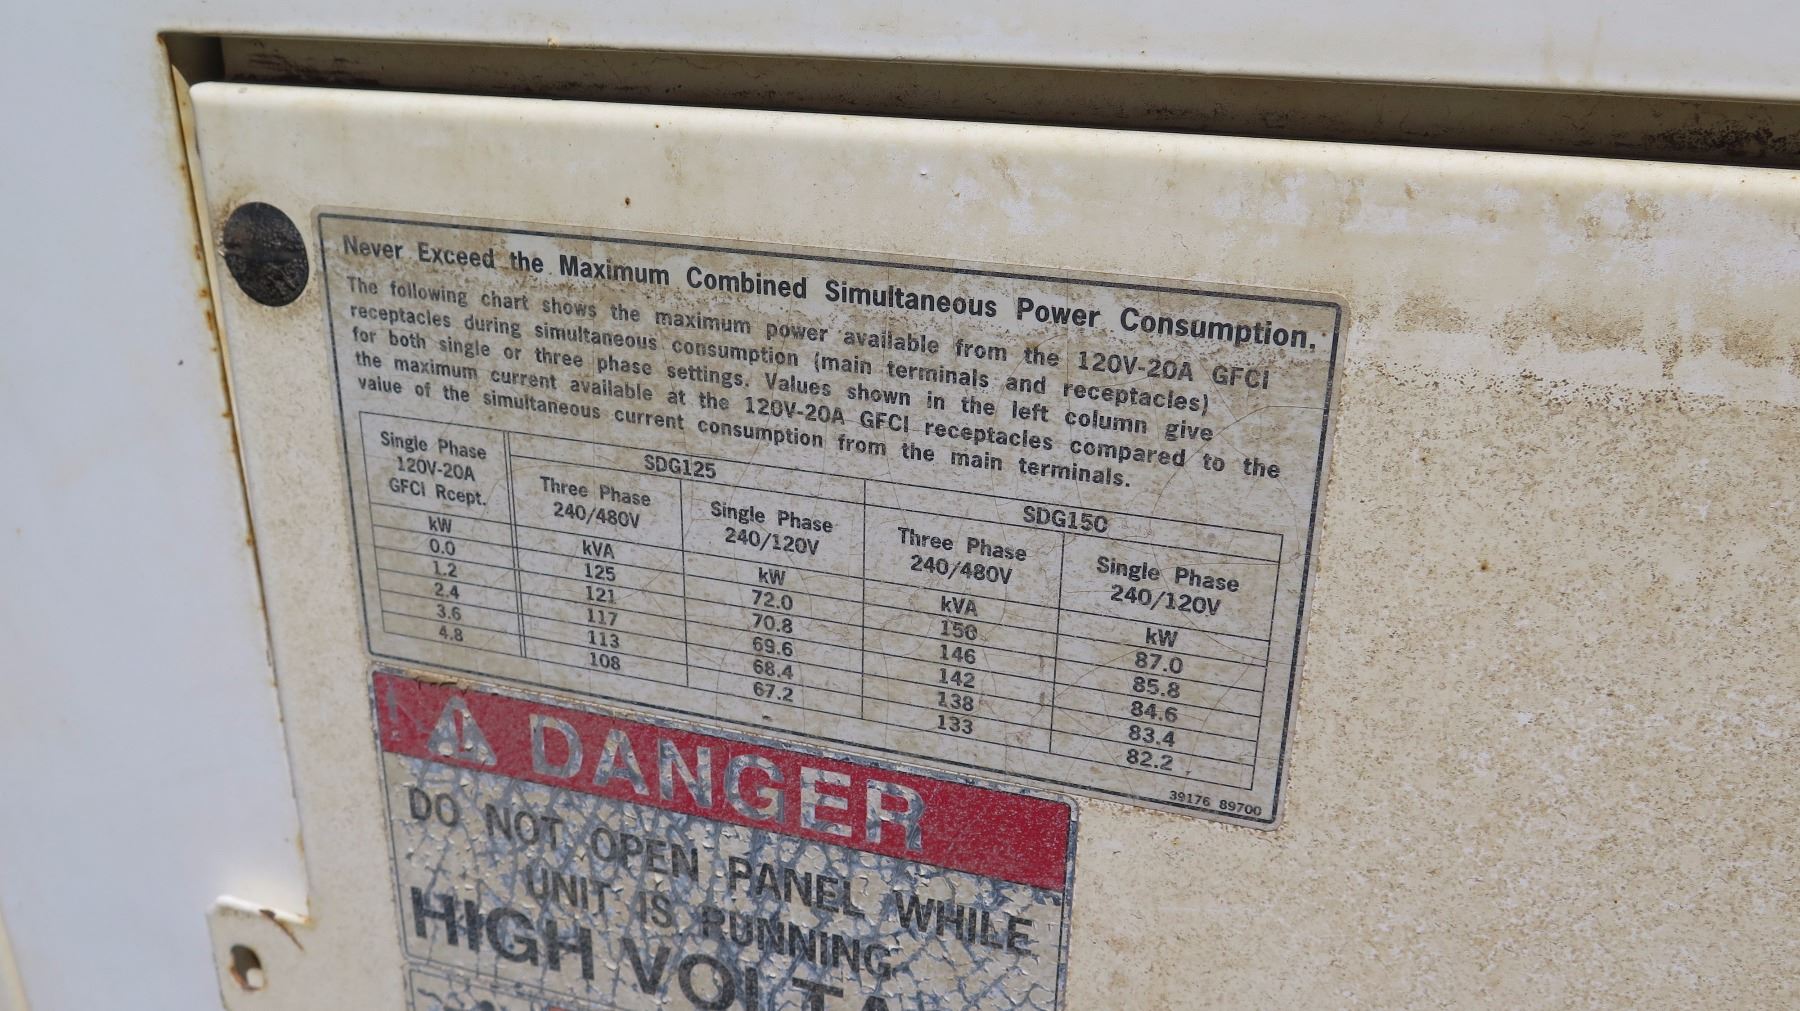 Never Exceed the Maximum Combined Simultaneous Power Consumption.
The following chart shows the maximum power available from the 120V-20A GFCI
receptacles during simultaneous consumption (main terminals and receptacles)
for both single or three phase settings. Values shown in the left column give
the maximum current available at the 120V-20A GFCI receptacles compared to the
value of the simultaneous current consumption from the main terminals.
Single Phase 120V-20A GFCI Rcept. SDG125 SDG150
Three Phase 240/480V Single Phase 240/120V Three Phase 240/480V Single Phase 240/120V
kW kVA kW kVA kW
0.0 125 72.0 150 87.0
1.2 121 70.8 146 85.8
2.4 117 69.6 142 84.6
3.6 113 68.4 138 83.4
4.8 108 67.2 133 82.2
39176 89700
DANGER
DO NOT OPEN PANEL WHILE
UNIT IS RUNNING
HIGH